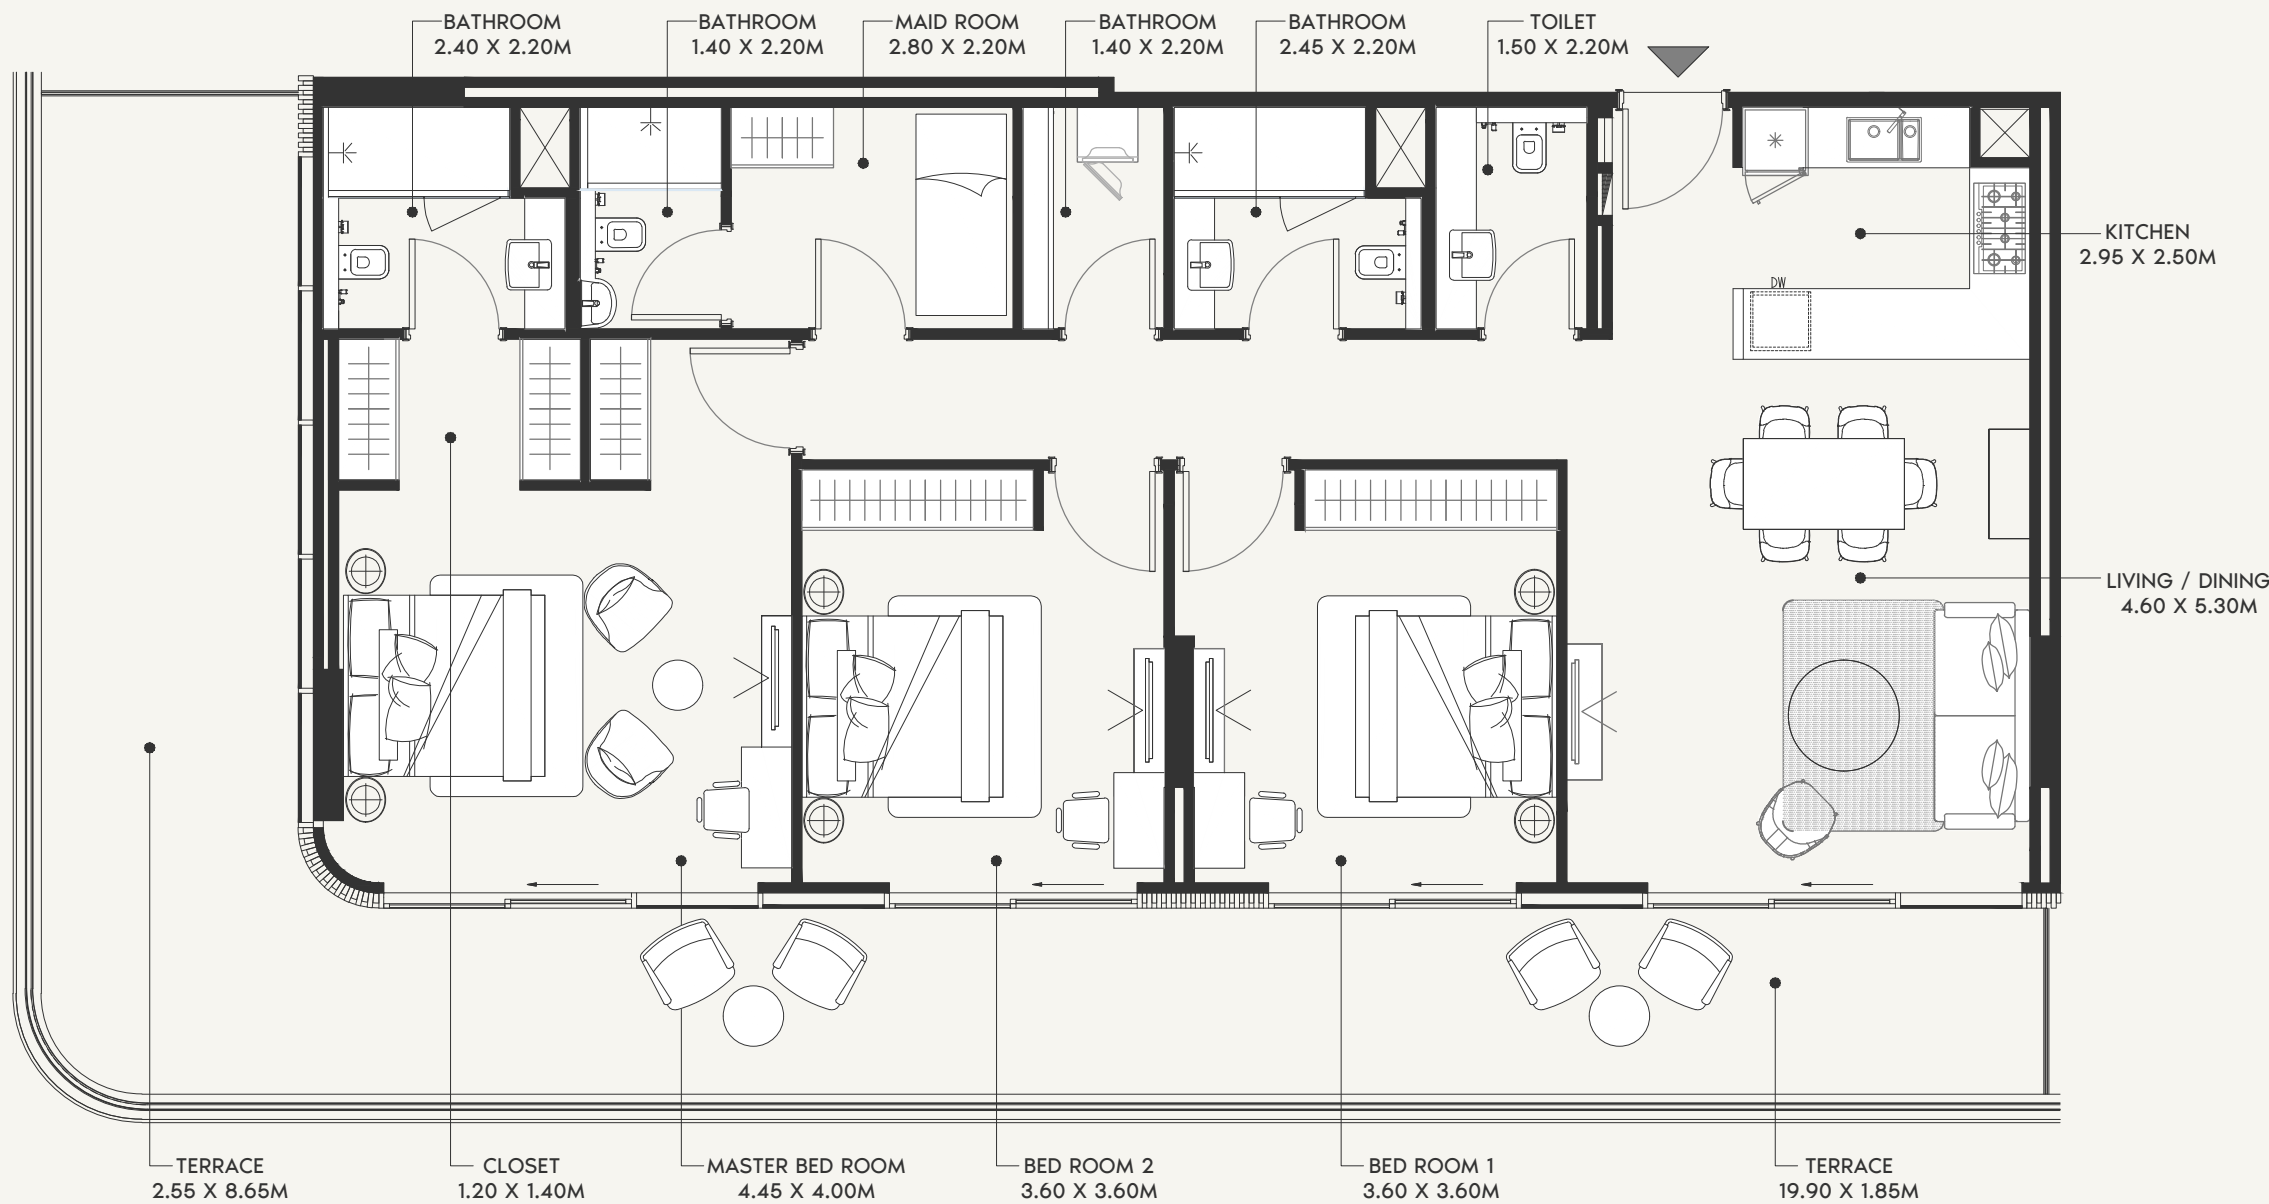 BATHROOM
2.40 X 2.20M
BATHROOM
1.40 X 2.20M
MAID ROOM
2.80 X 2.20M
BATHROOM
1.40 X 2.20M
BATHROOM
2.45 X 2.20M
TOILET
1.50 X 2.20M
KITCHEN
2.95 X 2.50M
DW
LIVING / DINING
4.60 X 5.30M
TERRACE
2.55 X 8.65M
CLOSET
1.20 X 1.40M
MASTER BED ROOM
4.45 X 4.00M
BED ROOM 2
3.60 X 3.60M
BED ROOM 1
3.60 X 3.60M
TERRACE
19.90 X 1.85M